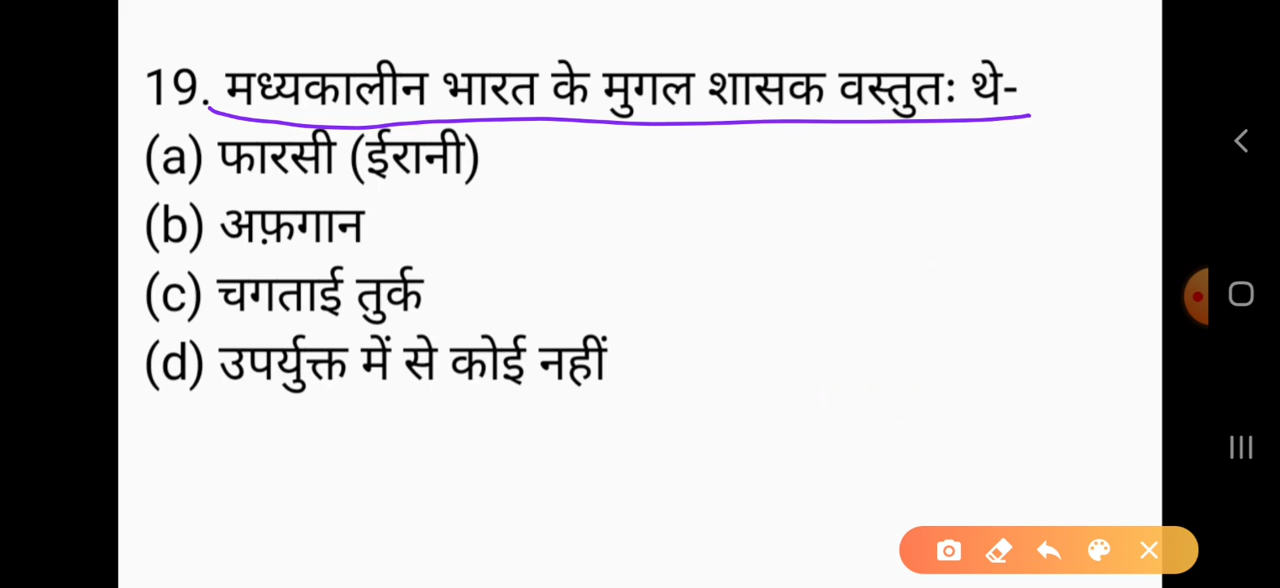 19. मध्यकालीन भारत के मुगल शासक वस्तुतः थे-
(a) फारसी (ईरानी)
(b) अफ़गान
(c) चगताई तुर्क
(d) उपर्युक्त में से कोई नहीं